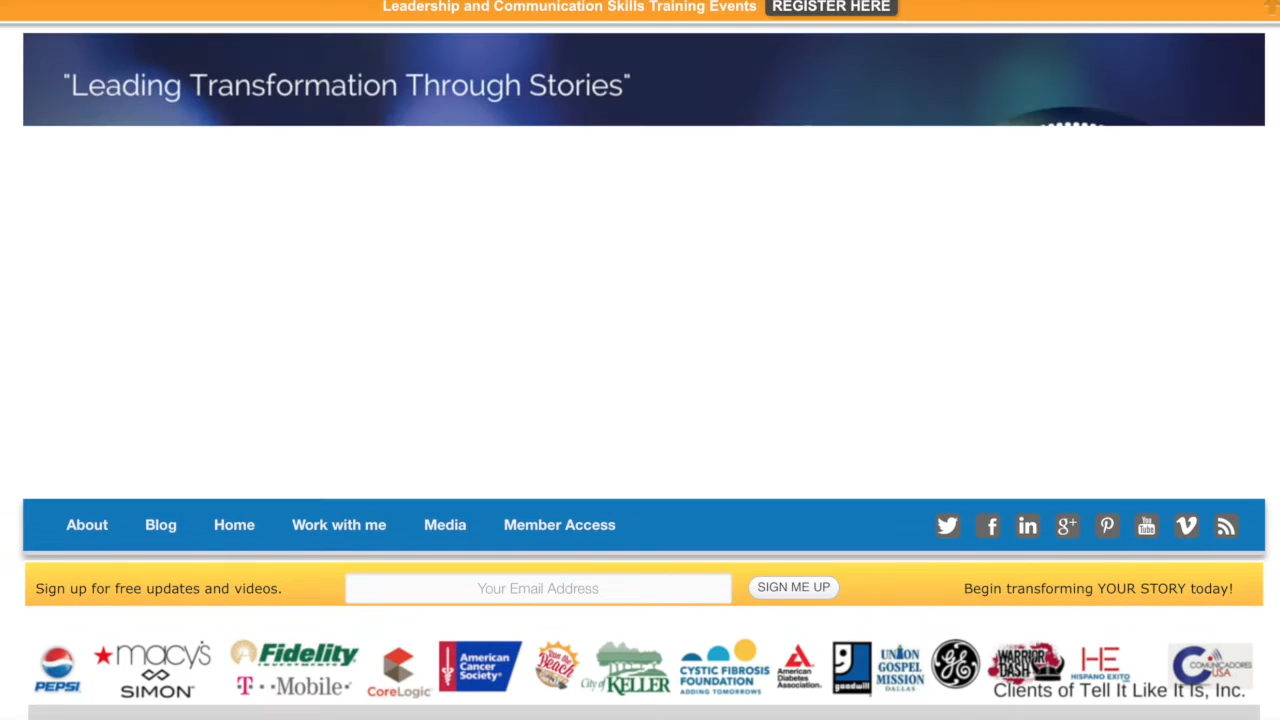 Leadership and Communication Skills Training Events REGISTER HERE
"Leading Transformation Through Stories"
About Blog Home Work with me Media Member Access
Sign up for free updates and videos. Your Email Address SIGN ME UP Begin transforming YOUR STORY today!
PEPSI
macy's
SIMON
Fidelity
INVESTMENTS
T-Mobile
CoreLogic
American Cancer Society
City of KELLER
CYSTIC FIBROSIS FOUNDATION
ADDING TOMORROWS
American Diabetes Association.
goodwill
UNION GOSPEL MISSION
DALLAS
GE
WARRIOR DASH
HE
HISPANO EXITO
COMUNICADORES USA
Clients of Tell It Like It Is, Inc.